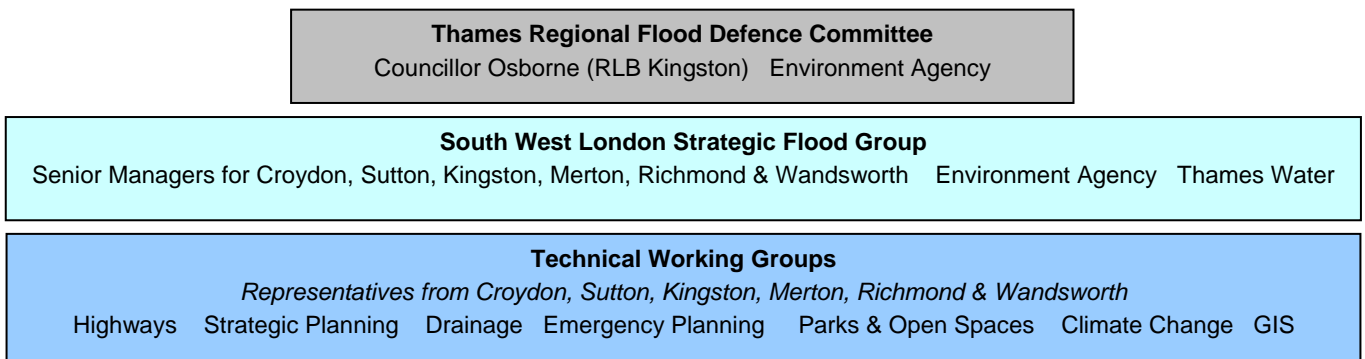 Thames Regional Flood Defence Committee
Councillor Osborne (RLB Kingston) Environment Agency
South West London Strategic Flood Group
Senior Managers for Croydon, Sutton, Kingston, Merton, Richmond & Wandsworth Environment Agency Thames Water
Technical Working Groups
Representatives from Croydon, Sutton, Kingston, Merton, Richmond & Wandsworth
Highways Strategic Planning Drainage Emergency Planning Parks & Open Spaces Climate Change GIS